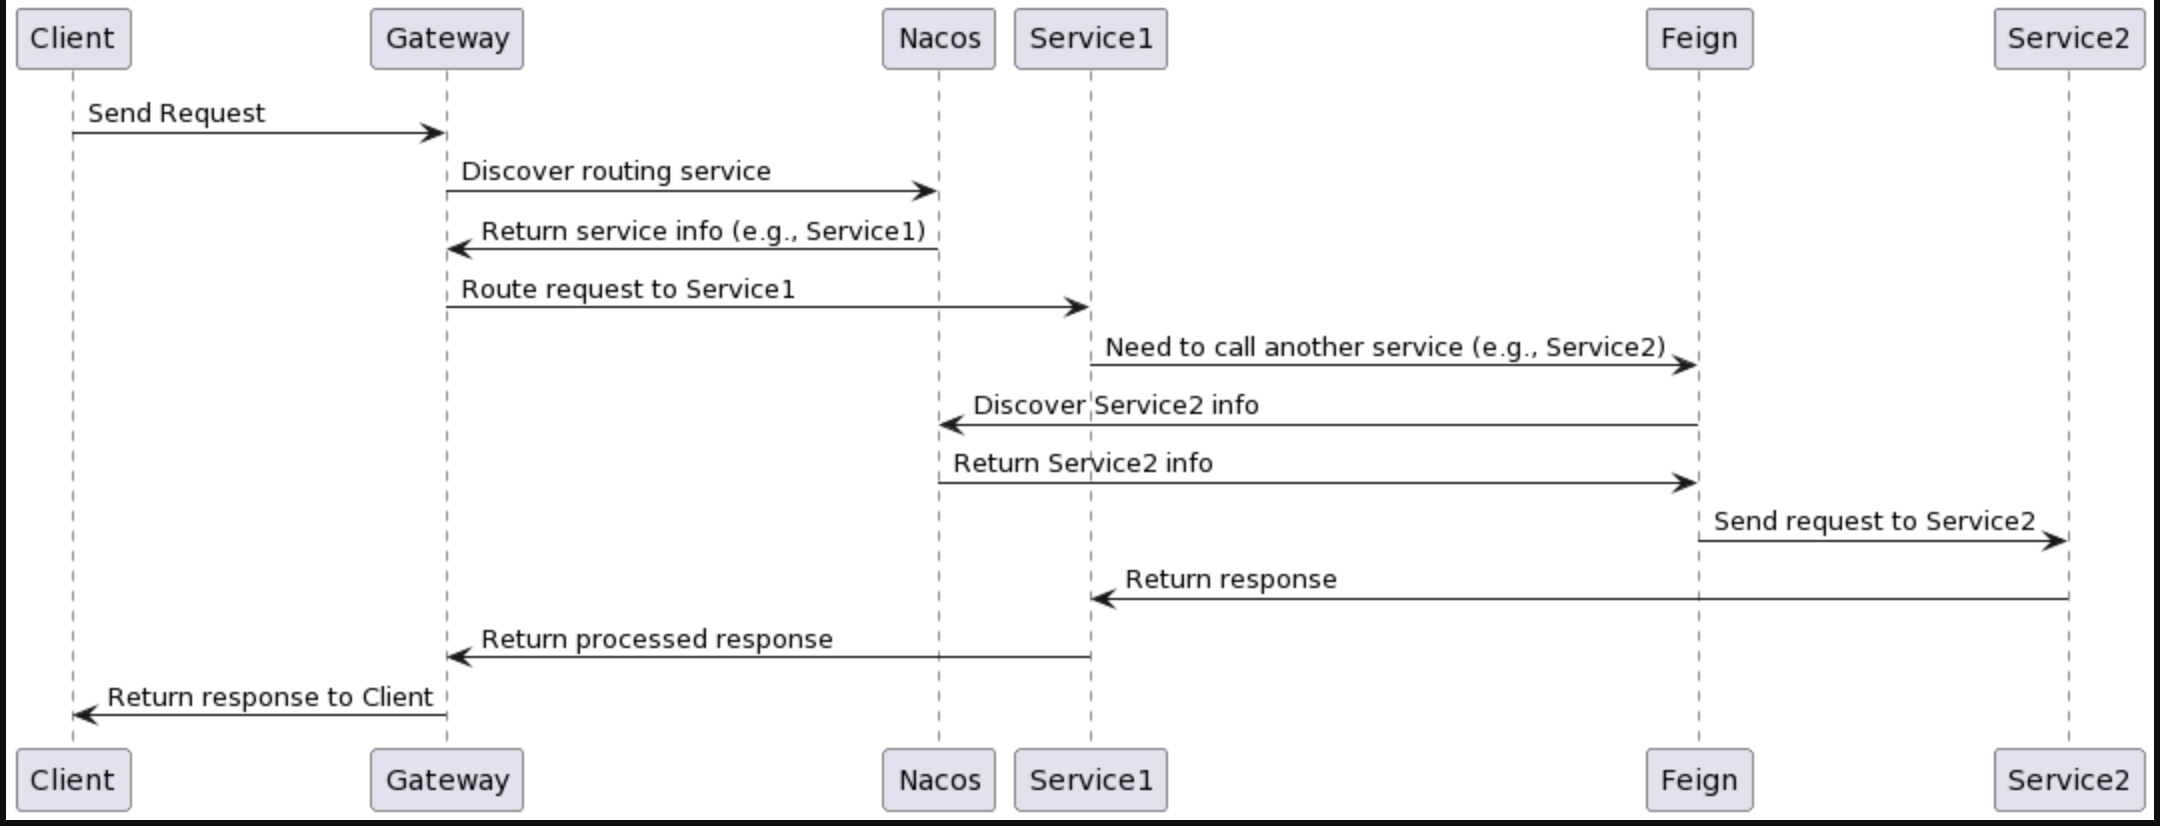 Client
Gateway
Nacos
Service1
Feign
Service2
Send Request
Discover routing service
Return service info (e.g., Service1)
Route request to Service1
Need to call another service (e.g., Service2)
Discover Service2 info
Return Service2 info
Send request to Service2
Return response
Return processed response
Return response to Client
Client
Gateway
Nacos
Service1
Feign
Service2